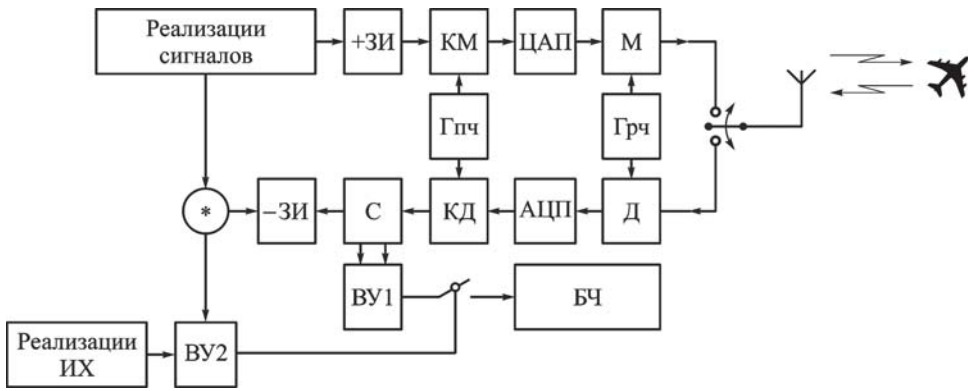 Реализации
сигналов
+ЗИ
КМ
ЦАП
М
Гпч
Грч
*
−ЗИ
С
КД
АЦП
Д
ВУ1
БЧ
Реализации
ИХ
ВУ2